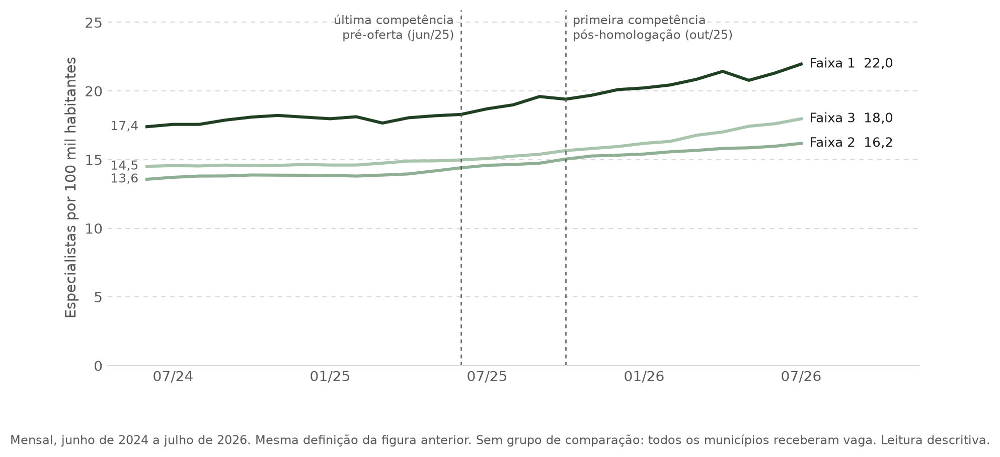 25
última competência
pré-oferta (jun/25)
primeira competência
pós-homologação (out/25)
Especialistas por 100 mil habitantes
Faixa 1 22,0
20
17,4
Faixa 3 18,0
Faixa 2 16,2
15
14,5
13,6
10
5
0
07/24
01/25
07/25
01/26
07/26
Mensal, junho de 2024 a julho de 2026. Mesma definição da figura anterior. Sem grupo de comparação: todos os municípios receberam vaga. Leitura descritiva.